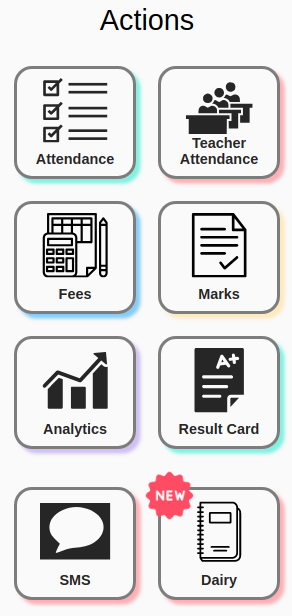 Actions
Attendance
Teacher
Attendance
Fees
Marks
Analytics
A+
Result Card
NEW
SMS
Dairy